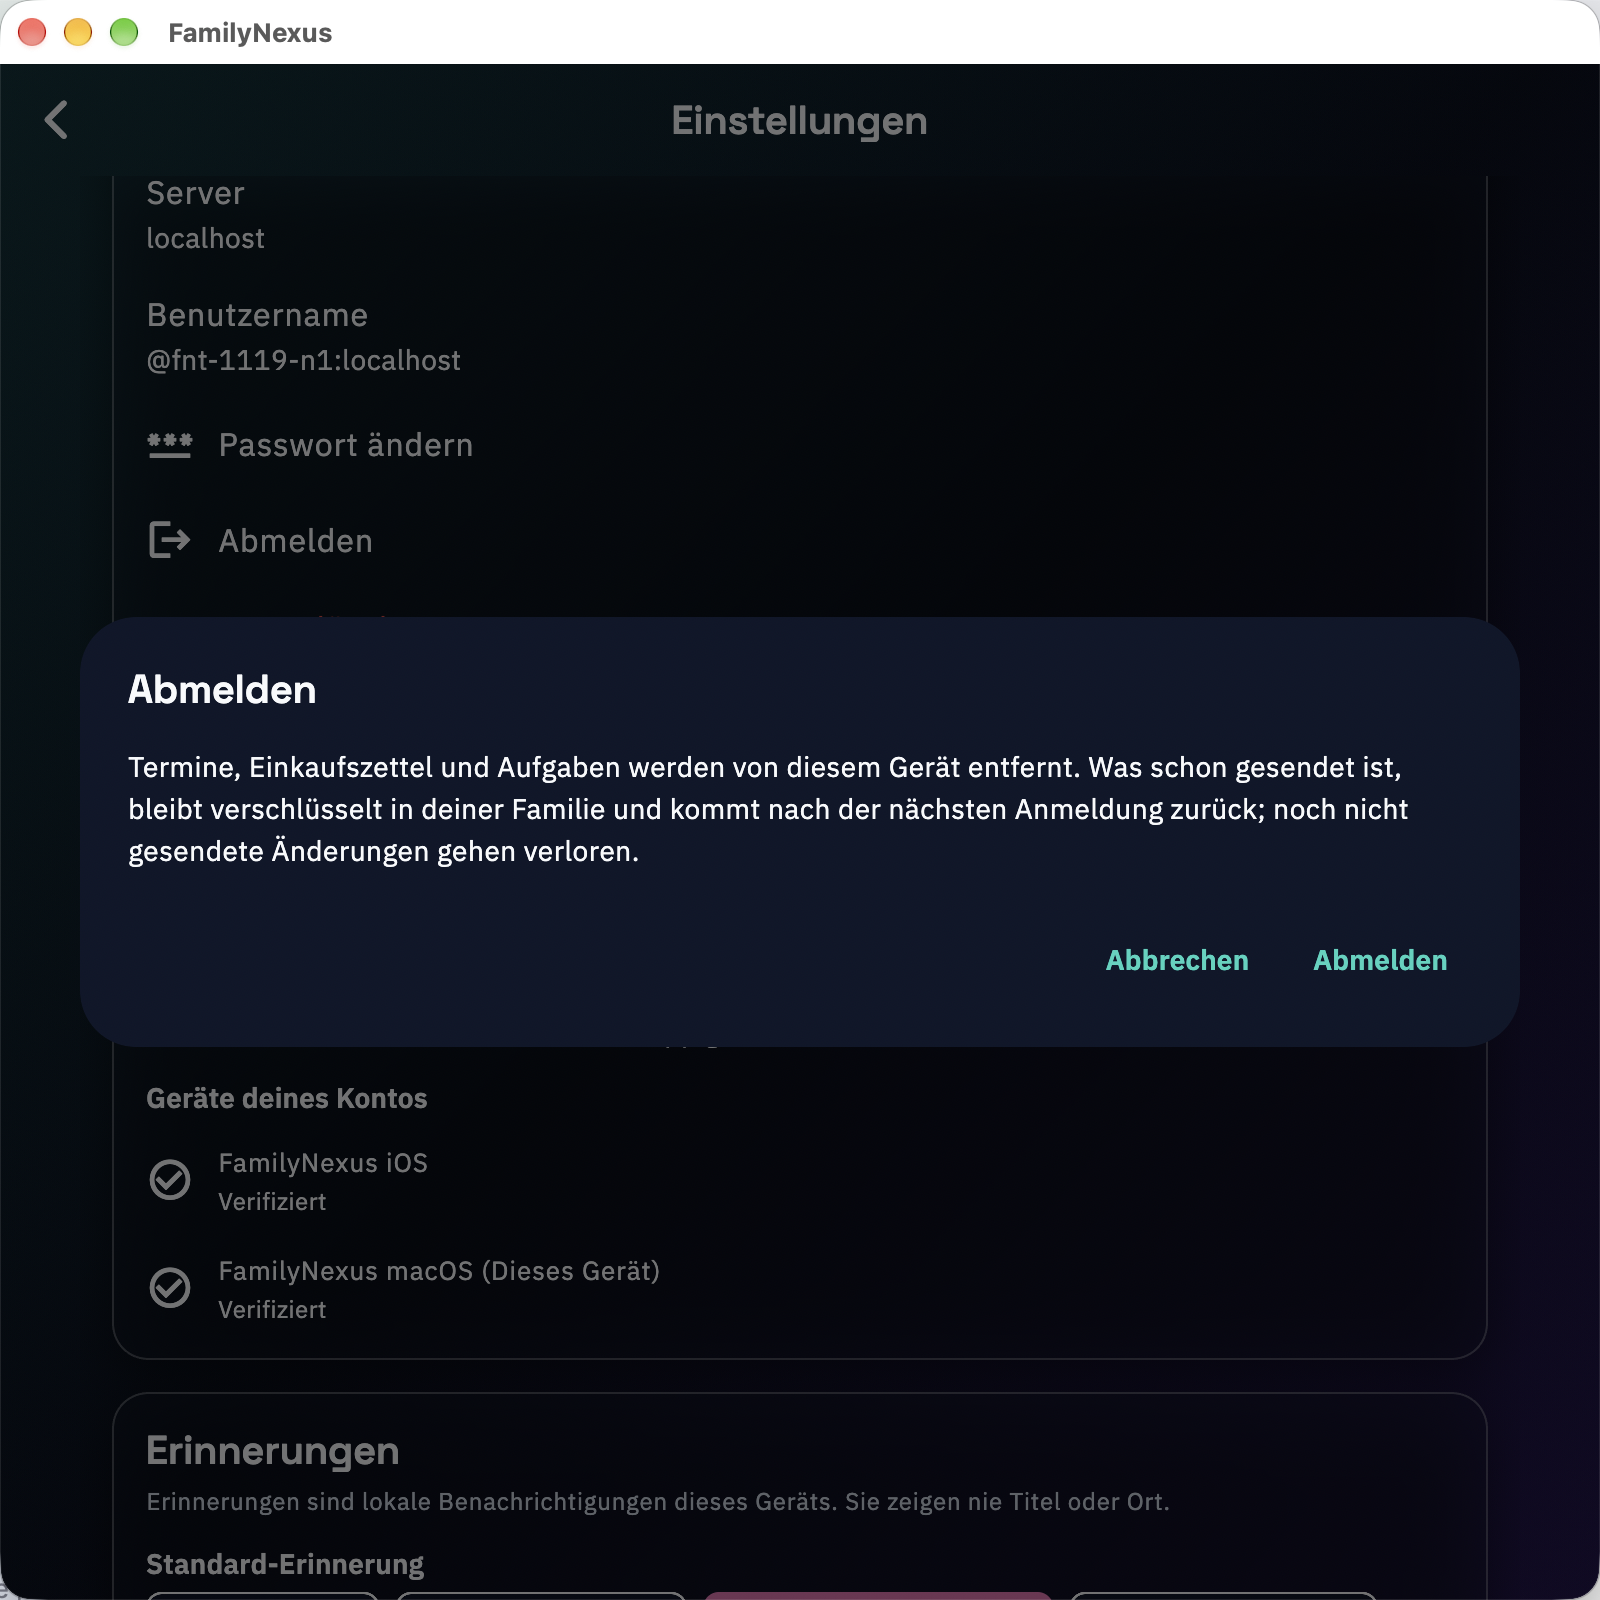 FamilyNexus
Einstellungen
Server
localhost
Benutzername
@fnt-1119-n1:localhost
*** Passwort ändern
Abmelden
Abmelden
Termine, Einkaufszettel und Aufgaben werden von diesem Gerät entfernt. Was schon gesendet ist,
bleibt verschlüsselt in deiner Familie und kommt nach der nächsten Anmeldung zurück; noch nicht
gesendete Änderungen gehen verloren.
Abbrechen Abmelden
Geräte deines Kontos
FamilyNexus iOS
Verifiziert
FamilyNexus macOS (Dieses Gerät)
Verifiziert
Erinnerungen
Erinnerungen sind lokale Benachrichtigungen dieses Geräts. Sie zeigen nie Titel oder Ort.
Standard-Erinnerung